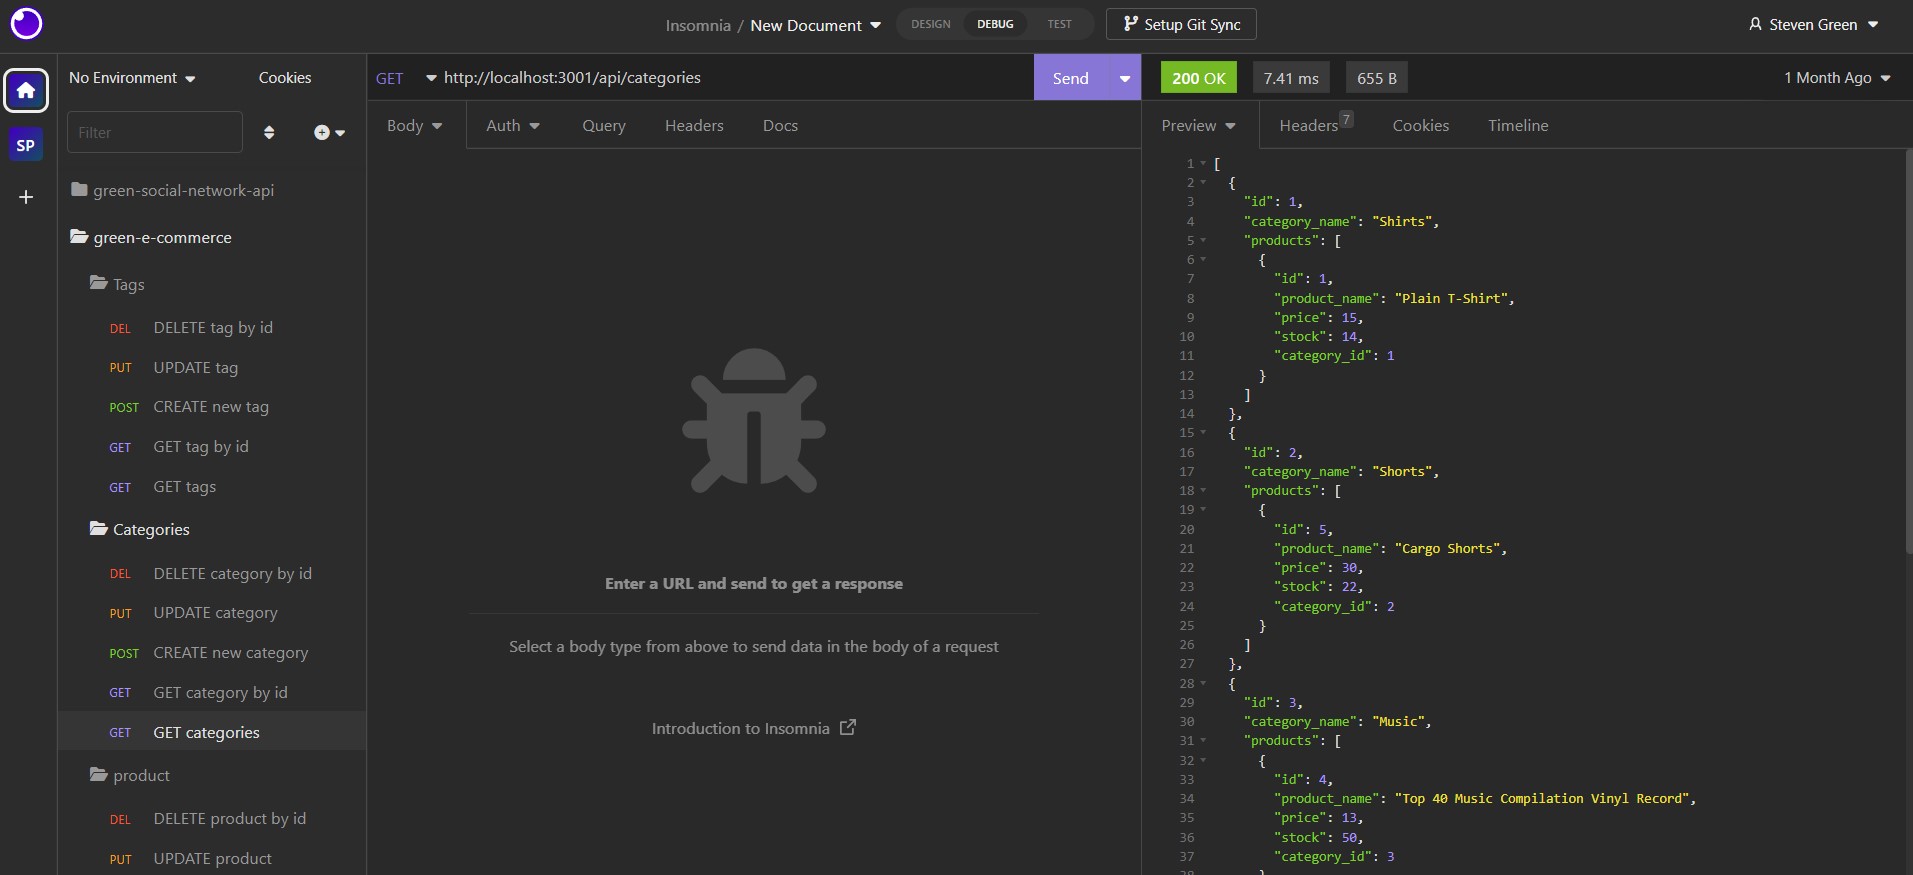 Insomnia / New Document
DESIGN DEBUG TEST
Setup Git Sync
Steven Green
SP
No Environment
Cookies
Filter
green-social-network-api
green-e-commerce
Tags
DEL DELETE tag by id
PUT UPDATE tag
POST CREATE new tag
GET GET tag by id
GET GET tags
Categories
DEL DELETE category by id
PUT UPDATE category
POST CREATE new category
GET GET category by id
GET GET categories
product
DEL DELETE product by id
PUT UPDATE product
GET http://localhost:3001/api/categories
Send
Body Auth Query Headers Docs
Enter a URL and send to get a response
Select a body type from above to send data in the body of a request
Introduction to Insomnia
200 OK 7.41 ms 655 B 1 Month Ago
Preview Headers 7 Cookies Timeline
1 [
2 {
3 "id": 1,
4 "category_name": "Shirts",
5 "products": [
6 {
7 "id": 1,
8 "product_name": "Plain T-Shirt",
9 "price": 15,
10 "stock": 14,
11 "category_id": 1
12 }
13 ]
14 },
15 {
16 "id": 2,
17 "category_name": "Shorts",
18 "products": [
19 {
20 "id": 5,
21 "product_name": "Cargo Shorts",
22 "price": 30,
23 "stock": 22,
24 "category_id": 2
25 }
26 ]
27 },
28 {
29 "id": 3,
30 "category_name": "Music",
31 "products": [
32 {
33 "id": 4,
34 "product_name": "Top 40 Music Compilation Vinyl Record",
35 "price": 13,
36 "stock": 50,
37 "category_id": 3